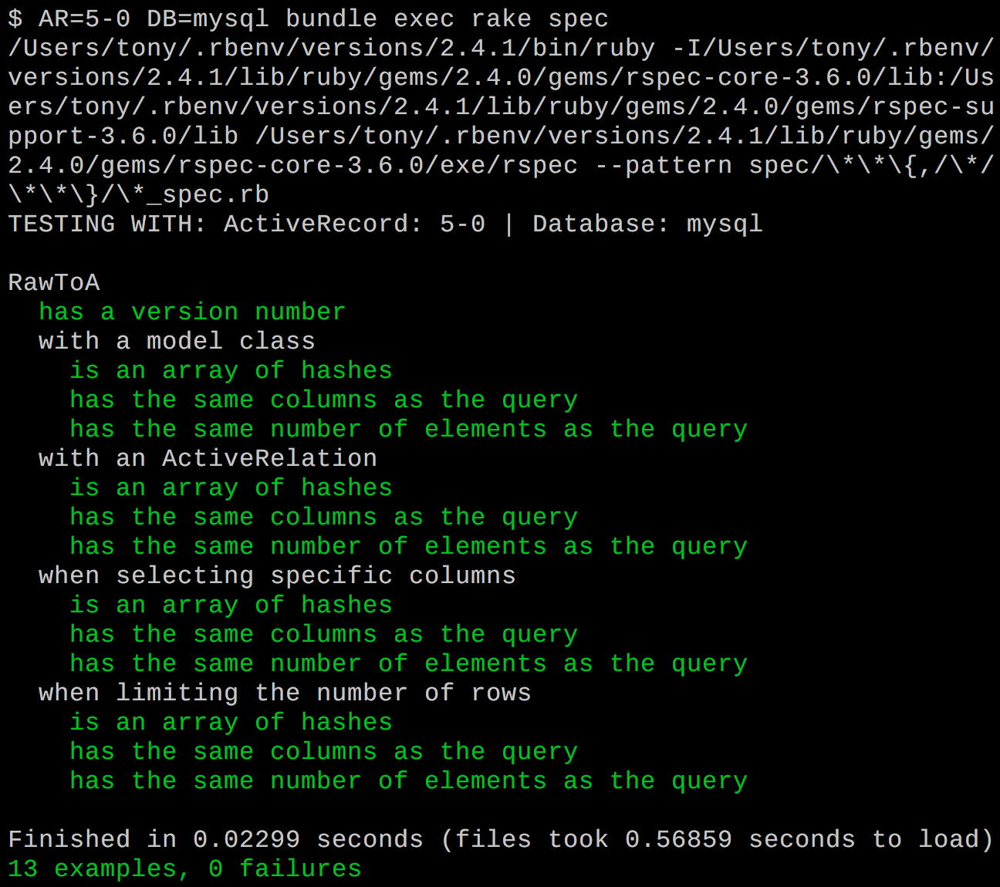 $ AR=5-0 DB=mysql bundle exec rake spec
/Users/tony/.rbenv/versions/2.4.1/bin/ruby -I/Users/tony/.rbenv/
versions/2.4.1/lib/ruby/gems/2.4.0/gems/rspec-core-3.6.0/lib:/Us
ers/tony/.rbenv/versions/2.4.1/lib/ruby/gems/2.4.0/gems/rspec-su
pport-3.6.0/lib /Users/tony/.rbenv/versions/2.4.1/lib/ruby/gems/
2.4.0/gems/rspec-core-3.6.0/exe/rspec --pattern spec/\*\*\{,/\*/
\*\*\}/\*_spec.rb
TESTING WITH: ActiveRecord: 5-0 | Database: mysql

RawToA
  has a version number
  with a model class
    is an array of hashes
    has the same columns as the query
    has the same number of elements as the query
  with an ActiveRelation
    is an array of hashes
    has the same columns as the query
    has the same number of elements as the query
  when selecting specific columns
    is an array of hashes
    has the same columns as the query
    has the same number of elements as the query
  when limiting the number of rows
    is an array of hashes
    has the same columns as the query
    has the same number of elements as the query

Finished in 0.02299 seconds (files took 0.56859 seconds to load)
13 examples, 0 failures